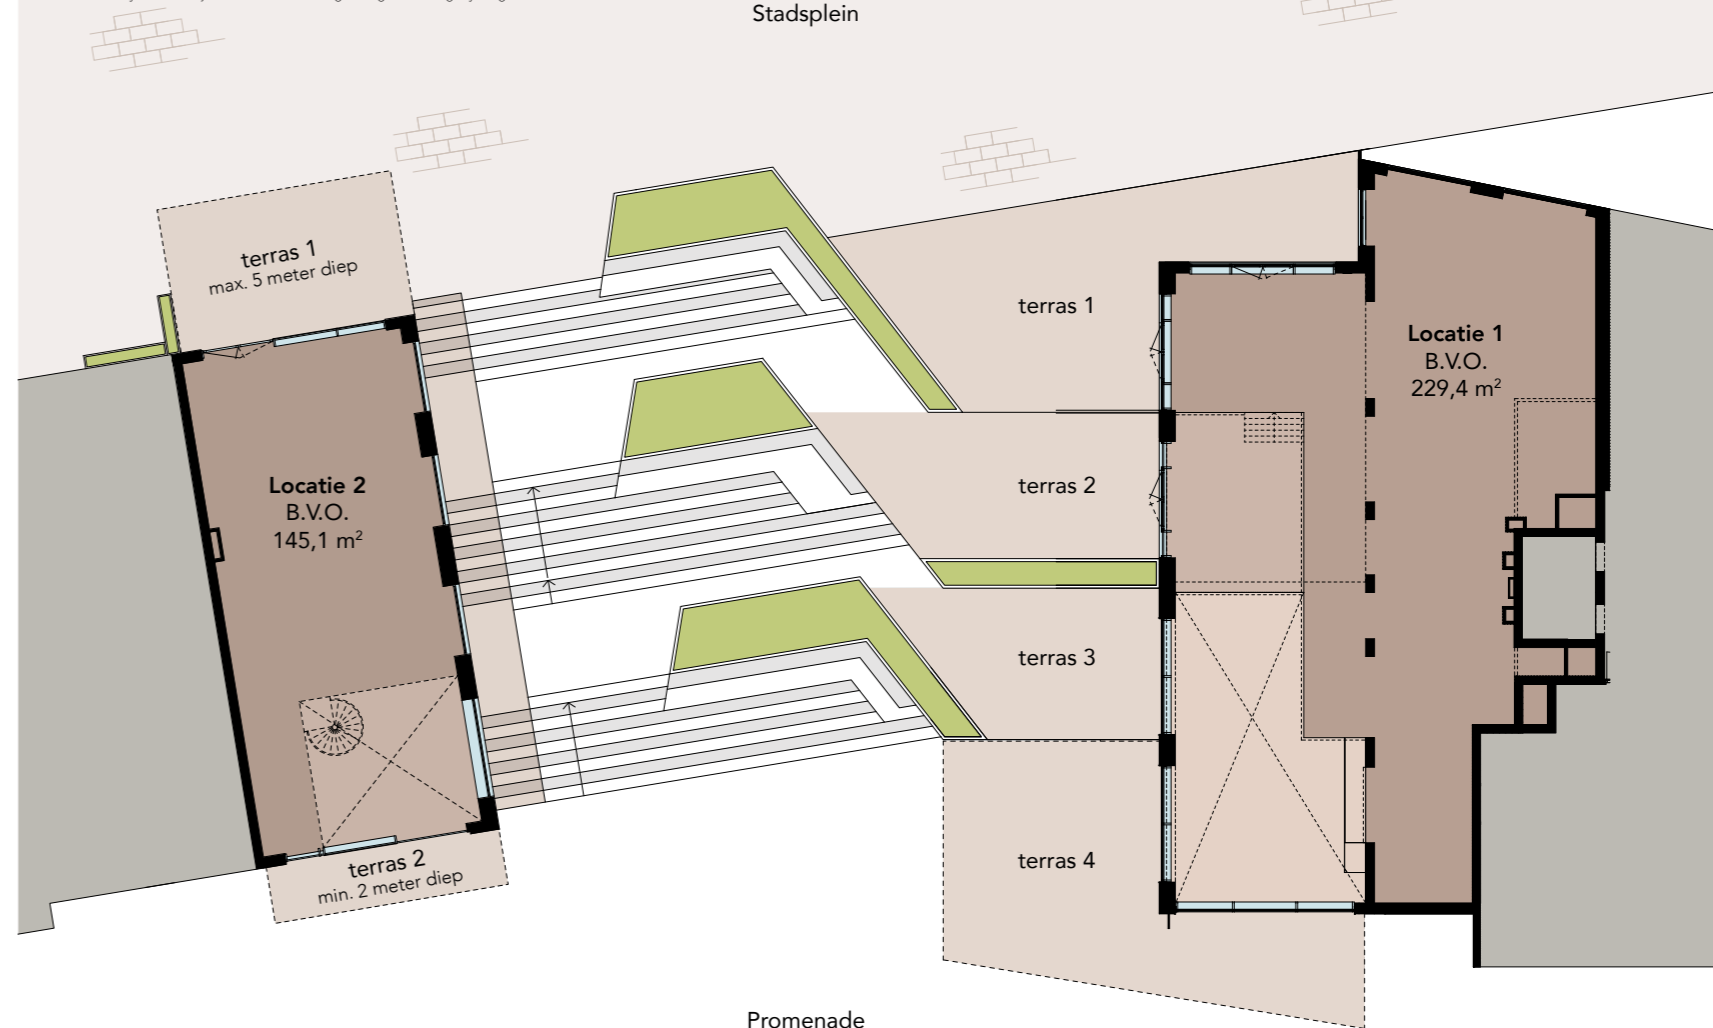 Stadsplein
terras 1
max. 5 meter diep
terras 1
Locatie 1
B.V.O.
229,4 m²
Locatie 2
B.V.O.
145,1 m²
terras 2
terras 3
terras 4
terras 2
min. 2 meter diep
Promenade